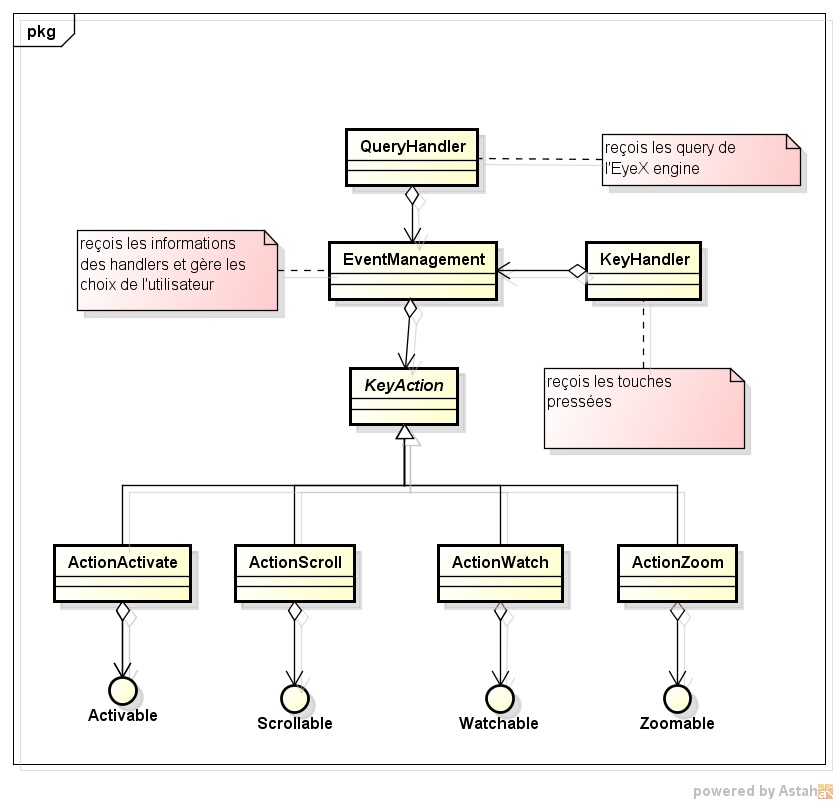 pkg
QueryHandler
reçois les query de
l'EyeX engine
reçois les informations
des handlers et gère les
choix de l'utilisateur
EventManagement
KeyHandler
KeyAction
reçois les touches
pressées
ActionActivate
ActionScroll
ActionWatch
ActionZoom
Activable
Scrollable
Watchable
Zoomable
powered by Astah